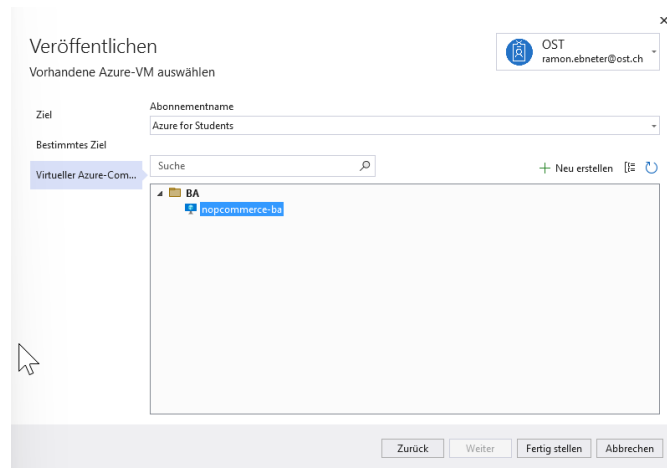 Veröffentlichen
Vorhandene Azure-VM auswählen
OST
ramon.ebneter@ost.ch
Ziel
Bestimmtes Ziel
Virtueller Azure-Com...
Abonnementname
Azure for Students
Suche
Neu erstellen
BA
nopcommerce-ba
Zurück
Weiter
Fertig stellen
Abbrechen